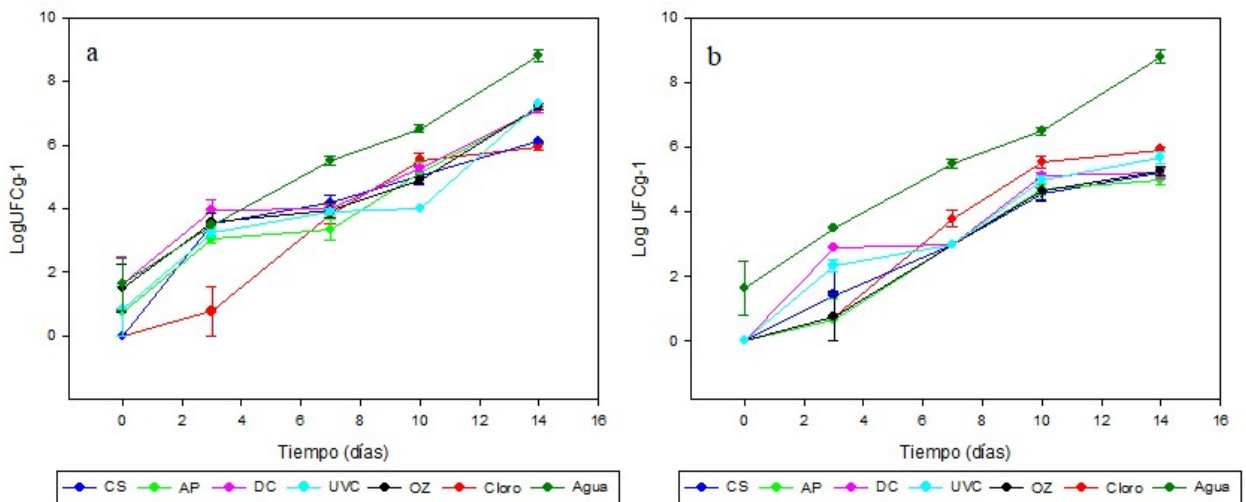 a
LogUFCg-1
10
8
6
4
2
0
0 2 4 6 8 10 12 14 16
Tiempo (días)
CS AP DC UVC OZ Cloro Agua
b
Log UFCg-1
10
8
6
4
2
0
0 2 4 6 8 10 12 14 16
Tiempo (días)
CS AP DC UVC OZ Cloro Agua